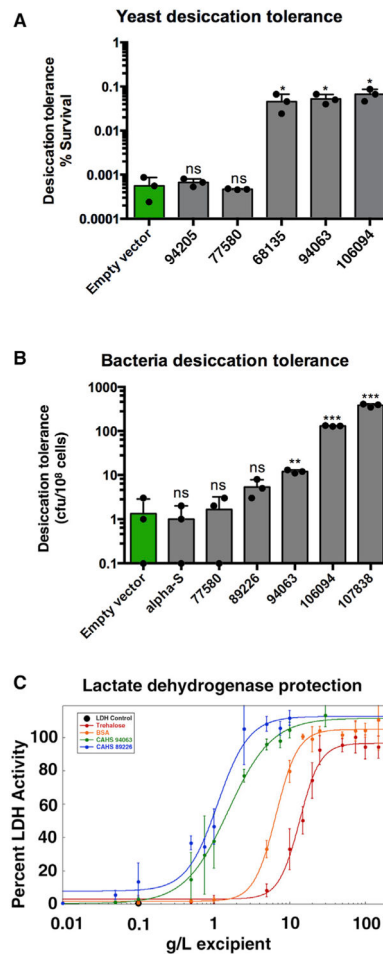 A
Yeast desiccation tolerance
Desiccation tolerance
% Survival
1
0.1
0.01
0.001
0.0001
ns
ns
*
*
*
Empty vector
94205
77580
68135
94063
106094
B
Bacteria desiccation tolerance
Desiccation tolerance
(cfu/10⁸ cells)
1000
100
10
1
0.1
ns
ns
ns
**
***
***
Empty vector
alpha-S
77580
89226
94063
106094
107838
C
Lactate dehydrogenase protection
LDH Control
Trehalose
BSA
CAHS 94063
CAHS 89226
Percent LDH Activity
100
80
60
40
20
0
0.01
0.1
1
10
100
g/L excipient